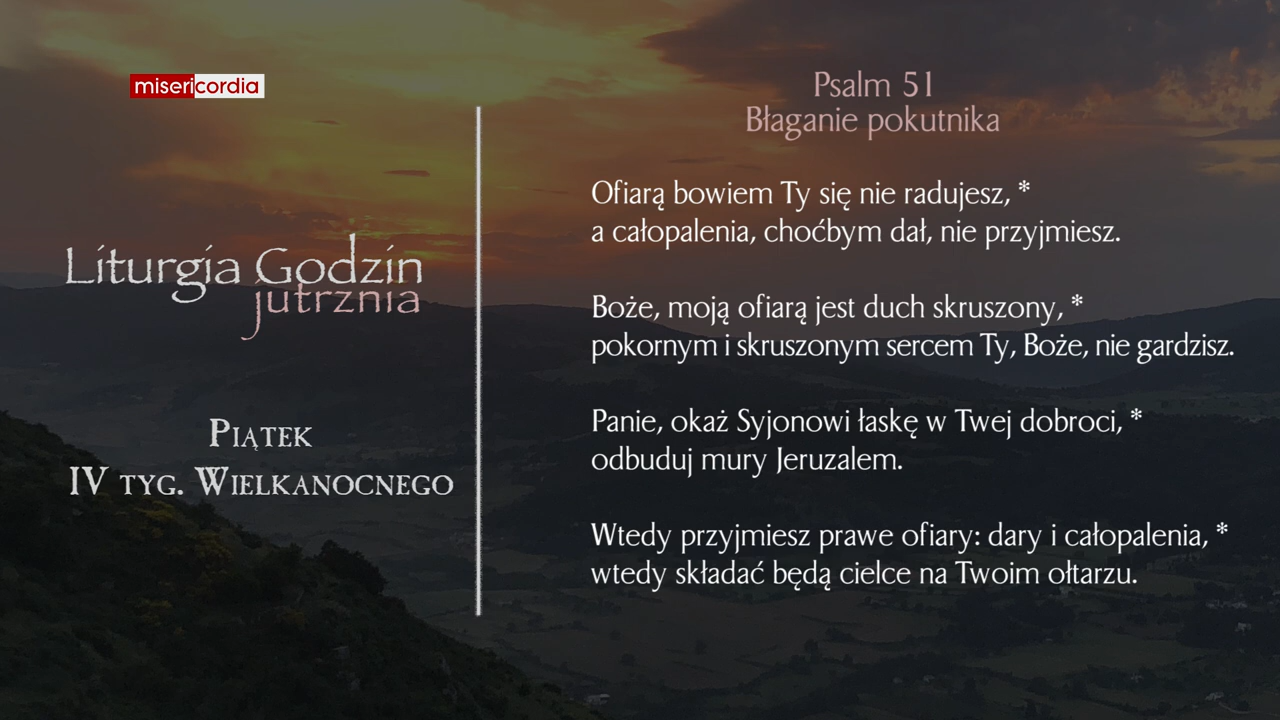 misericordia
Liturgia Godzin
jutrznia
Piątek
IV tyg. Wielkanocnego
Psalm 51
Błaganie pokutnika
Ofiarą bowiem Ty się nie radujesz, *
a całopalenia, choćbym dał, nie przyjmiesz.
Boże, moją ofiarą jest duch skruszony, *
pokornym i skruszonym sercem Ty, Boże, nie gardzisz.
Panie, okaż Syjonowi łaskę w Twej dobroci, *
odbuduj mury Jeruzalem.
Wtedy przyjmiesz prawe ofiary: dary i całopalenia, *
wtedy składać będą cielce na Twoim ołtarzu.